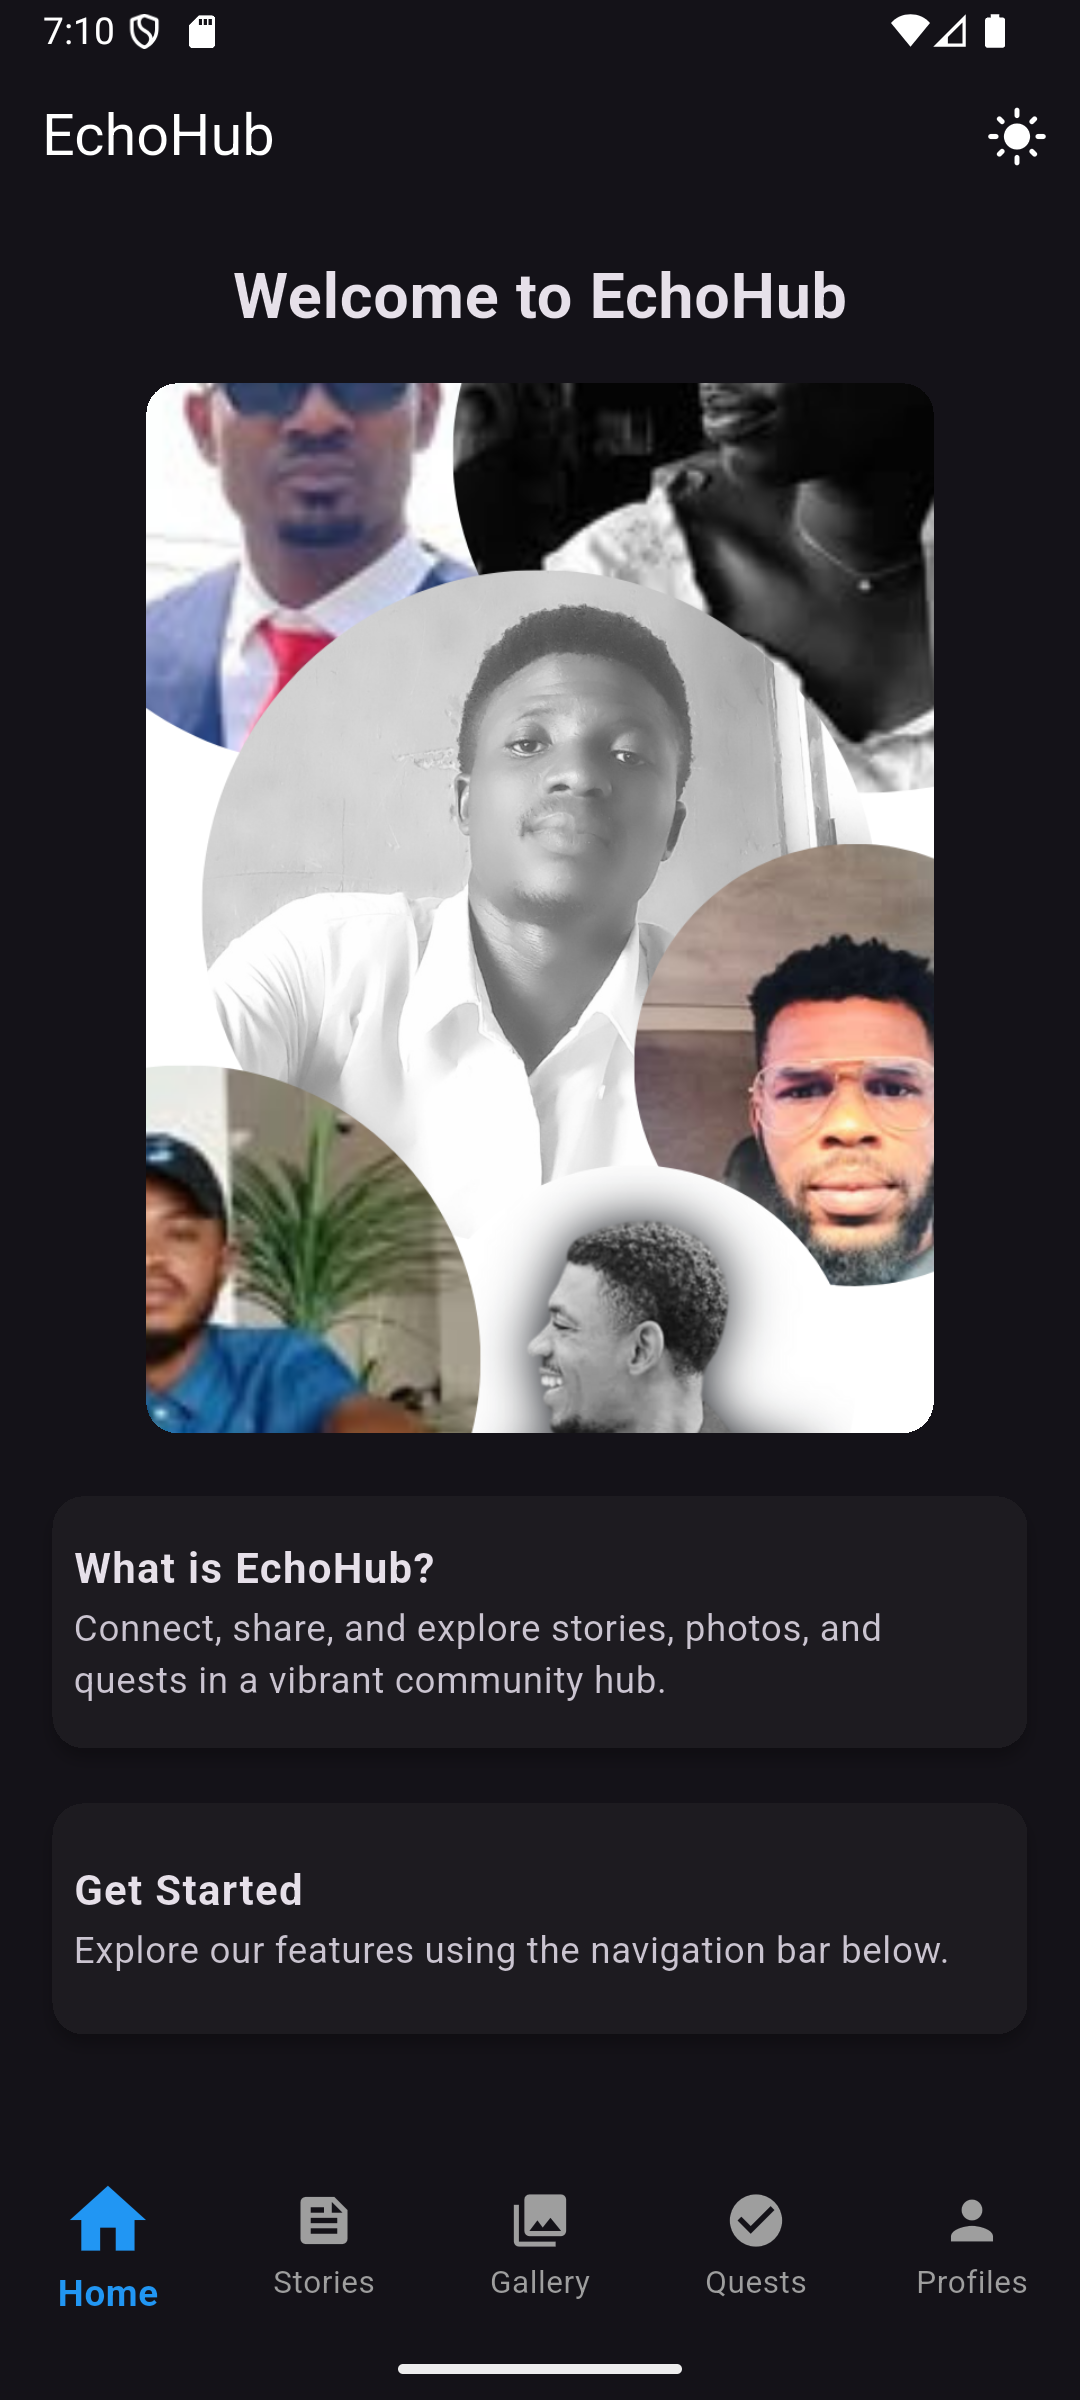 7:10
EchoHub
Welcome to EchoHub
What is EchoHub?
Connect, share, and explore stories, photos, and
quests in a vibrant community hub.
Get Started
Explore our features using the navigation bar below.
Home
Stories
Gallery
Quests
Profiles